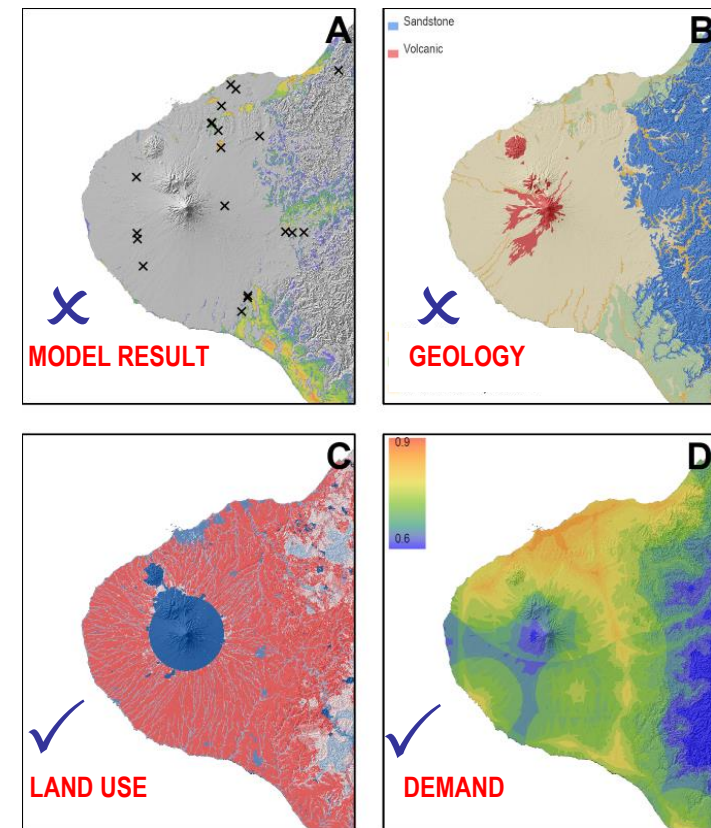 A
MODEL RESULT
Sandstone
Volcanic
B
GEOLOGY
C
LAND USE
0.9
0.6
D
DEMAND